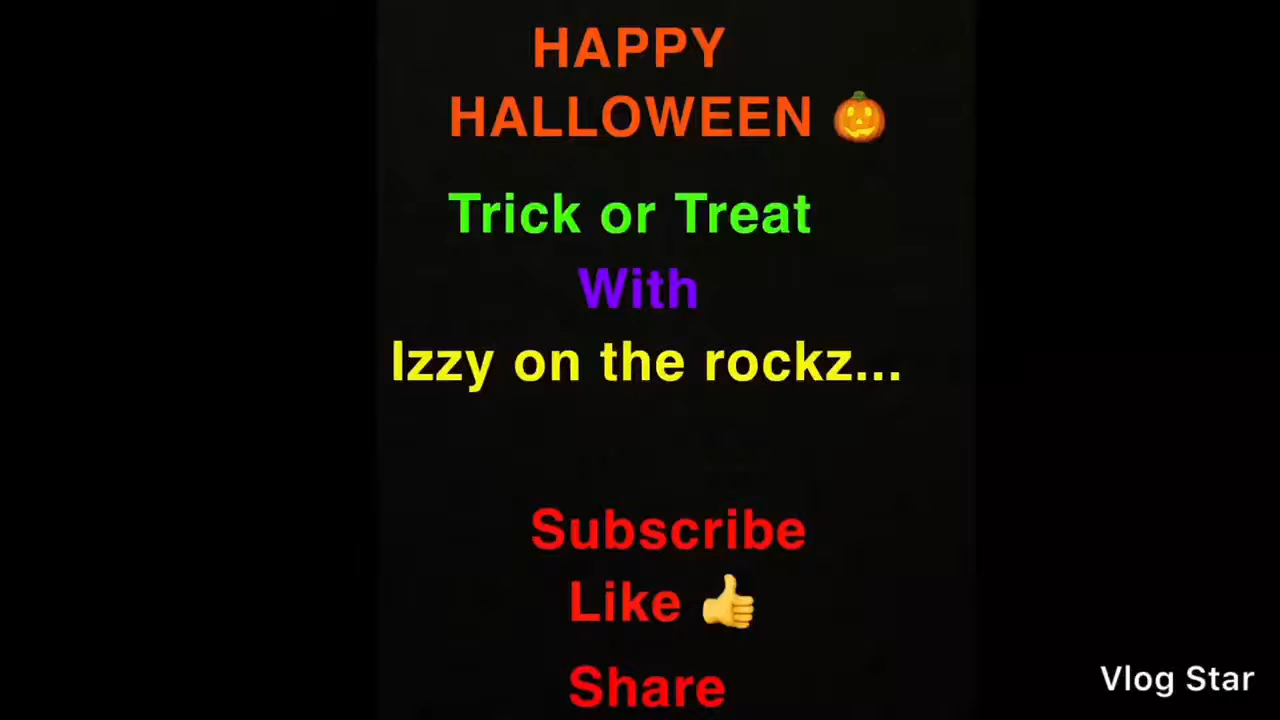 HAPPY
HALLOWEEN 🎃
Trick or Treat
With
Izzy on the rockz...
Subscribe
Like 👍
Share
Vlog Star